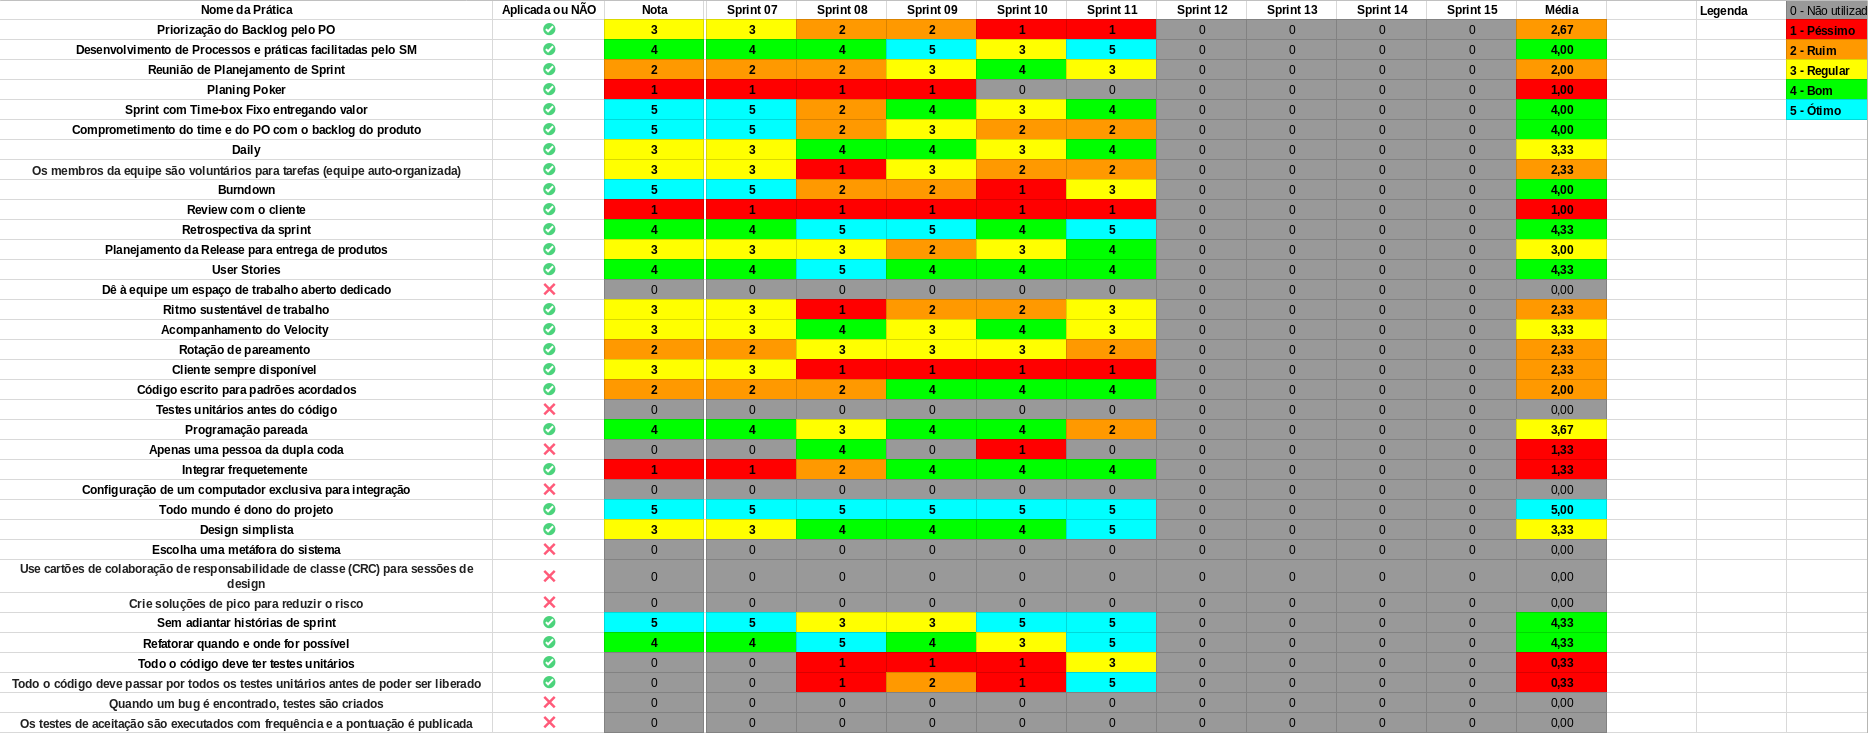 Nome da Prática Aplicada ou NÃO Nota Sprint 07 Sprint 08 Sprint 09 Sprint 10 Sprint 11 Sprint 12 Sprint 13 Sprint 14 Sprint 15 Média Legenda 0 - Não utilizad
Priorização do Backlog pelo PO 3 3 2 2 1 1 0 0 0 0 2,67 1 - Péssimo
Desenvolvimento de Processos e práticas facilitadas pelo SM 4 4 4 5 3 5 0 0 0 0 4,00 2 - Ruim
Reunião de Planejamento de Sprint 2 2 2 3 4 3 0 0 0 0 2,00 3 - Regular
Planing Poker 1 1 1 1 0 0 0 0 0 0 1,00 4 - Bom
Sprint com Time-box Fixo entregando valor 5 5 2 4 3 4 0 0 0 0 4,00 5 - Ótimo
Comprometimento do time e do PO com o backlog do produto 5 5 2 3 2 2 0 0 0 0 4,00
Daily 3 3 4 4 3 4 0 0 0 0 3,33
Os membros da equipe são voluntários para tarefas (equipe auto-organizada) 3 3 1 3 2 2 0 0 0 0 2,33
Burndown 5 5 2 2 1 3 0 0 0 0 4,00
Review com o cliente 1 1 1 1 1 1 0 0 0 0 1,00
Retrospectiva da sprint 4 4 5 5 4 5 0 0 0 0 4,33
Planejamento da Release para entrega de produtos 3 3 3 2 3 4 0 0 0 0 3,00
User Stories 4 4 5 4 4 4 0 0 0 0 4,33
Dê à equipe um espaço de trabalho aberto dedicado 0 0 0 0 0 0 0 0 0 0 0,00
Ritmo sustentável de trabalho 3 3 1 2 2 3 0 0 0 0 2,33
Acompanhamento do Velocity 3 3 4 3 4 3 0 0 0 0 3,33
Rotação de pareamento 2 2 3 3 3 2 0 0 0 0 2,33
Cliente sempre disponível 3 3 1 1 1 1 0 0 0 0 2,33
Código escrito para padrões acordados 2 2 2 4 4 4 0 0 0 0 2,00
Testes unitários antes do código 0 0 0 0 0 0 0 0 0 0 0,00
Programação pareada 4 4 3 4 4 2 0 0 0 0 3,67
Apenas uma pessoa da dupla coda 0 0 4 0 1 0 0 0 0 0 1,33
Integrar frequetemente 1 1 2 4 4 4 0 0 0 0 1,33
Configuração de um computador exclusiva para integração 0 0 0 0 0 0 0 0 0 0 0,00
Todo mundo é dono do projeto 5 5 5 5 5 5 0 0 0 0 5,00
Design simplista 3 3 4 4 4 5 0 0 0 0 3,33
Escolha uma metáfora do sistema 0 0 0 0 0 0 0 0 0 0 0,00
Use cartões de colaboração de responsabilidade de classe (CRC) para sessões de
design 0 0 0 0 0 0 0 0 0 0 0,00
Crie soluções de pico para reduzir o risco 0 0 0 0 0 0 0 0 0 0 0,00
Sem adiantar histórias de sprint 5 5 3 3 5 5 0 0 0 0 4,33
Refatorar quando e onde for possível 4 4 5 4 3 5 0 0 0 0 4,33
Todo o código deve ter testes unitários 0 0 1 1 1 3 0 0 0 0 0,33
Todo o código deve passar por todos os testes unitários antes de poder ser liberado 0 0 1 2 1 5 0 0 0 0 0,33
Quando um bug é encontrado, testes são criados 0 0 0 0 0 0 0 0 0 0 0,00
Os testes de aceitação são executados com frequência e a pontuação é publicada 0 0 0 0 0 0 0 0 0 0 0,00